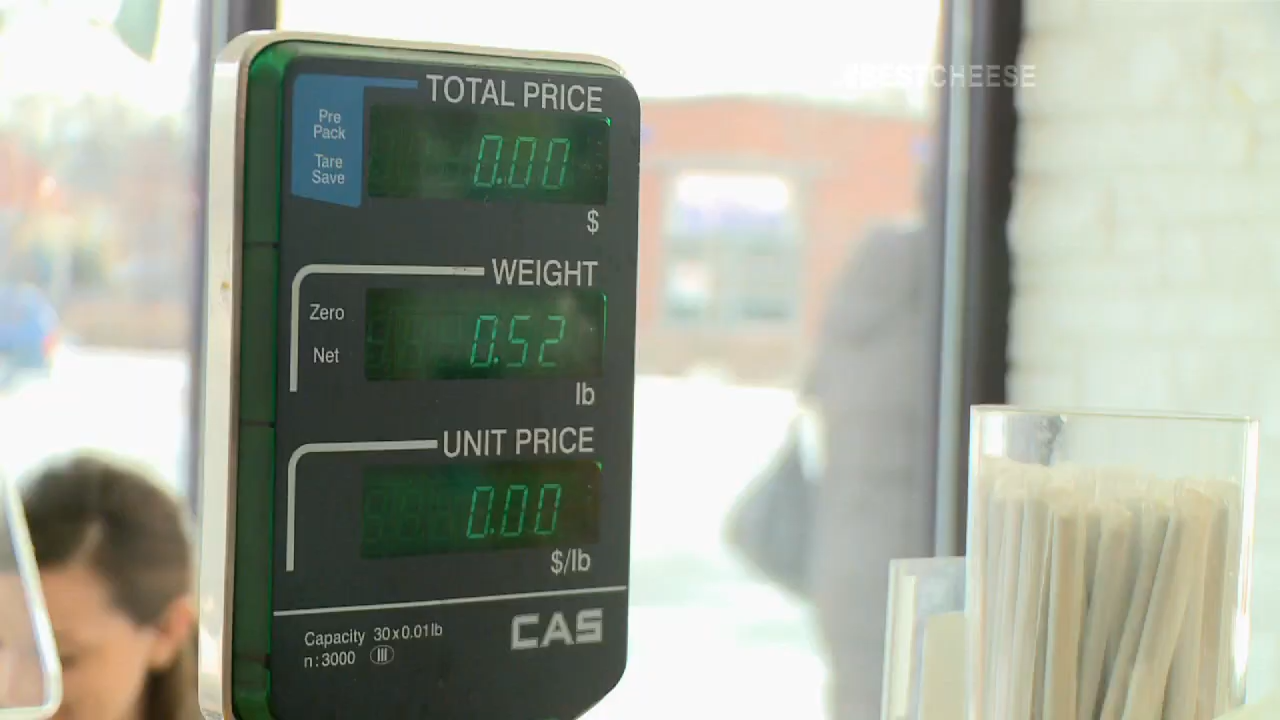 #BESTCHEESE
TOTAL PRICE
Pre
Pack
Tare
Save
0.00
$
WEIGHT
Zero
Net
0.52
lb
UNIT PRICE
0.00
$/lb
Capacity 30x0.01lb
n:3000 III
CAS